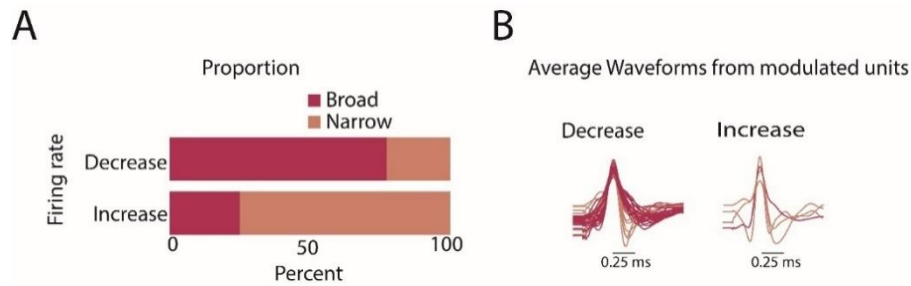 A
Proportion
Broad
Narrow
Firing rate
Decrease
Increase
0
50
100
Percent
B
Average Waveforms from modulated units
Decrease
Increase
0.25 ms
0.25 ms